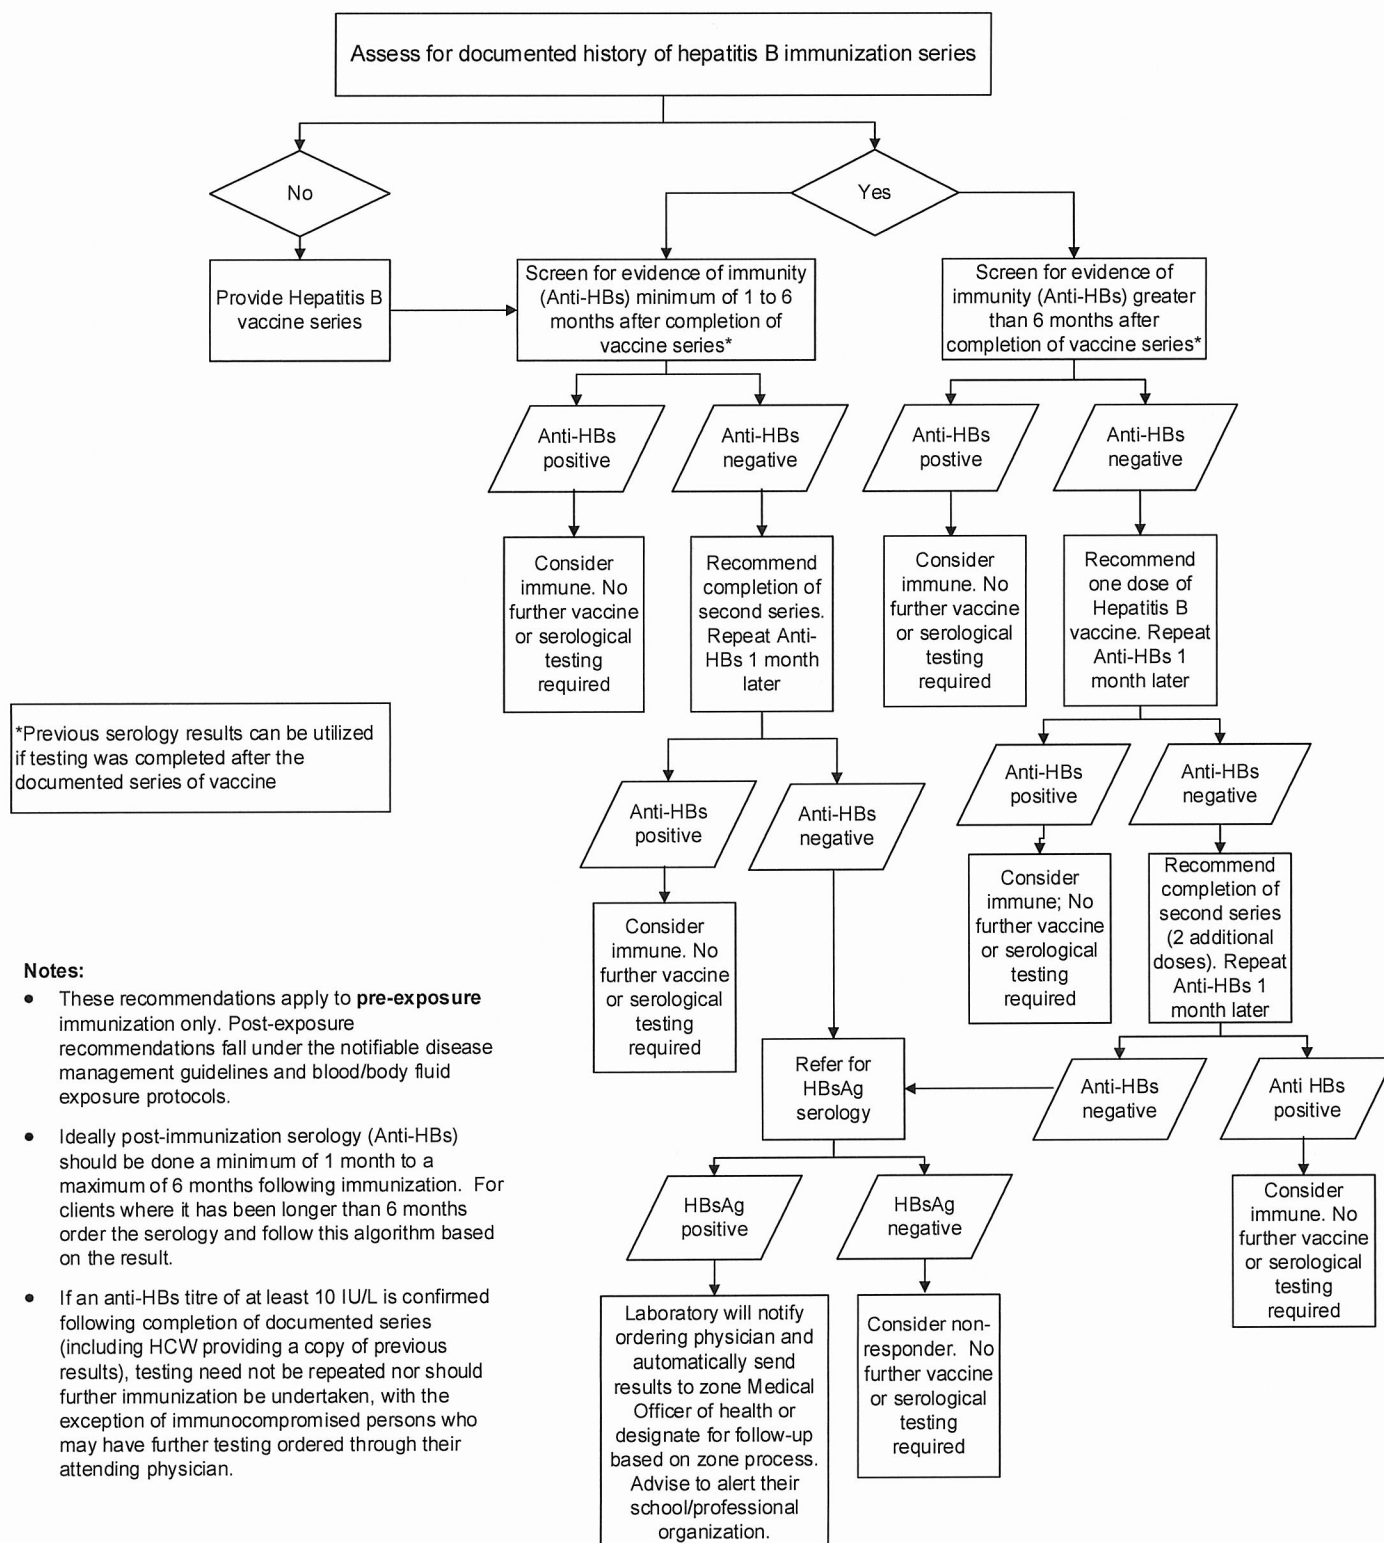 Assess for documented history of hepatitis B immunization series
No
Yes
Provide Hepatitis B
vaccine series
Screen for evidence of immunity
(Anti-HBs) minimum of 1 to 6
months after completion of
vaccine series*
Screen for evidence of
immunity (Anti-HBs) greater
than 6 months after
completion of vaccine series*
Anti-HBs
positive
Anti-HBs
negative
Anti-HBs
postive
Anti-HBs
negative
Consider
immune. No
further vaccine
or serological
testing
required
Recommend
completion of
second series.
Repeat Anti-
HBs 1 month
later
Consider
immune. No
further vaccine
or serological
testing
required
Recommend
one dose of
Hepatitis B
vaccine. Repeat
Anti-HBs 1
month later
*Previous serology results can be utilized
if testing was completed after the
documented series of vaccine
Anti-HBs
positive
Anti-HBs
negative
Anti-HBs
positive
Anti-HBs
negative
Consider
immune. No
further vaccine
or serological
testing
required
Consider
immune; No
further vaccine
or serological
testing
required
Recommend
completion of
second series
(2 additional
doses). Repeat
Anti-HBs 1
month later
Refer for
HBsAg
serology
Anti-HBs
negative
Anti HBs
positive
HBsAg
positive
HBsAg
negative
Consider
immune. No
further vaccine
or serological
testing
required
Laboratory will notify
ordering physician and
automatically send
results to zone Medical
Officer of health or
designate for follow-up
based on zone process.
Advise to alert their
school/professional
organization.
Consider non-
responder. No
further vaccine
or serological
testing
required
Notes:
• These recommendations apply to pre-exposure
immunization only. Post-exposure
recommendations fall under the notifiable disease
management guidelines and blood/body fluid
exposure protocols.
• Ideally post-immunization serology (Anti-HBs)
should be done a minimum of 1 month to a
maximum of 6 months following immunization. For
clients where it has been longer than 6 months
order the serology and follow this algorithm based
on the result.
• If an anti-HBs titre of at least 10 IU/L is confirmed
following completion of documented series
(including HCW providing a copy of previous
results), testing need not be repeated nor should
further immunization be undertaken, with the
exception of immunocompromised persons who
may have further testing ordered through their
attending physician.